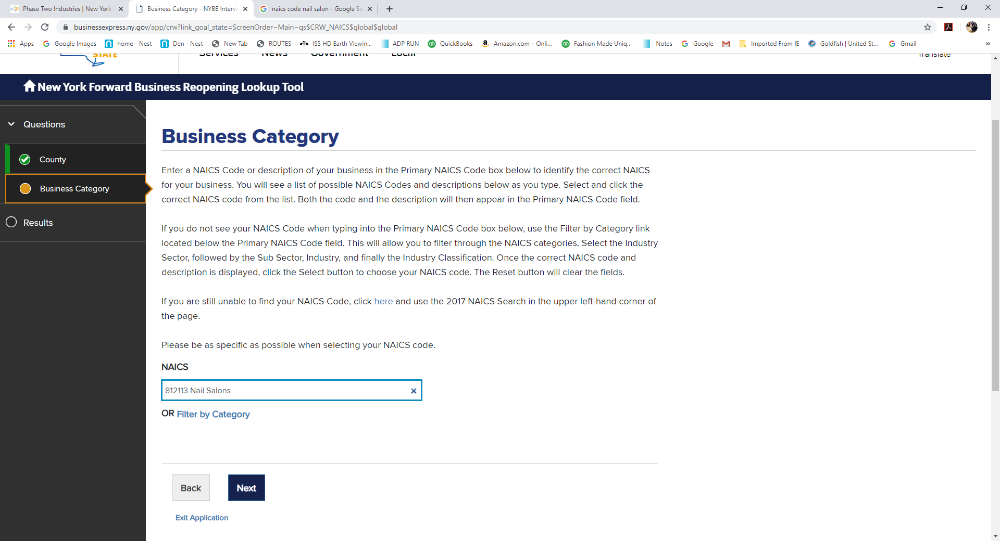 Phase Two Industries | New York
Business Category - NYBE Intervi
naics code nail salon - Google Se
businessexpress.ny.gov/app/crw?link_goal_state=ScreenOrder~Main~qs$CRW_NAICS$global$global
Apps
Google Images
home - Nest
Den - Nest
New Tab
ROUTES
ISS HD Earth Viewin...
ADP RUN
QuickBooks
Amazon.com – Onli...
Fashion Made Uniq...
Notes
Google
Imported From IE
Goldfish | United St...
Gmail
»
STATE
Services
News
Government
Local
Translate
New York Forward Business Reopening Lookup Tool
Questions
County
Business Category
Results
Business Category
Enter a NAICS Code or description of your business in the Primary NAICS Code box below to identify the correct NAICS
for your business. You will see a list of possible NAICS Codes and descriptions below as you type. Select and click the
correct NAICS code from the list. Both the code and the description will then appear in the Primary NAICS Code field.
If you do not see your NAICS Code when typing into the Primary NAICS Code box below, use the Filter by Category link
located below the Primary NAICS Code field. This will allow you to filter through the NAICS categories. Select the Industry
Sector, followed by the Sub Sector, Industry, and finally the Industry Classification. Once the correct NAICS code and
description is displayed, click the Select button to choose your NAICS code. The Reset button will clear the fields.
If you are still unable to find your NAICS Code, click here and use the 2017 NAICS Search in the upper left-hand corner of
the page.
Please be as specific as possible when selecting your NAICS code.
NAICS
812113 Nail Salons
OR Filter by Category
Back
Next
Exit Application